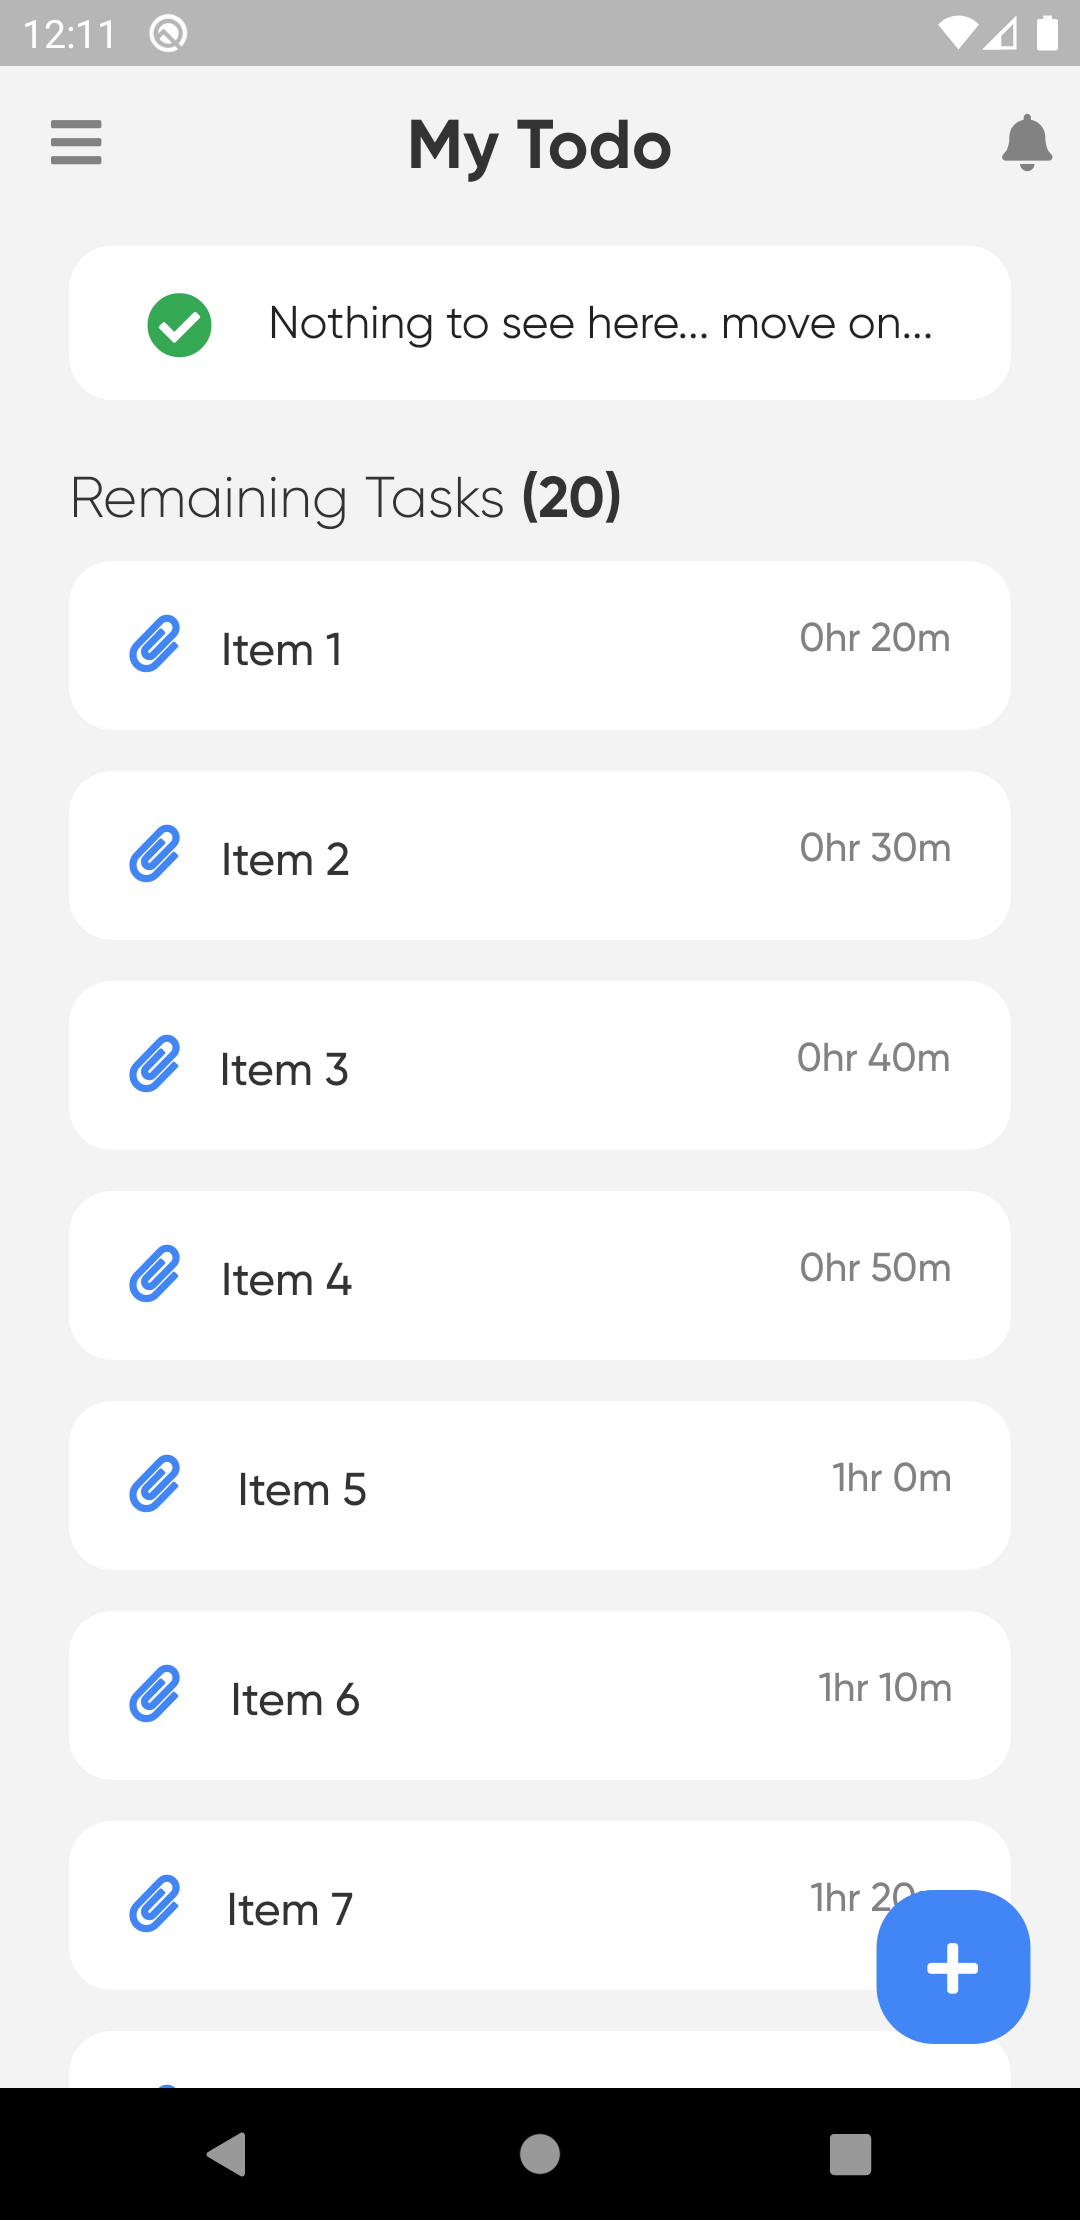 12:11
My Todo
Nothing to see here... move on...
Remaining Tasks (20)
Item 1
0hr 20m
Item 2
0hr 30m
Item 3
0hr 40m
Item 4
0hr 50m
Item 5
1hr 0m
Item 6
1hr 10m
Item 7
1hr 20